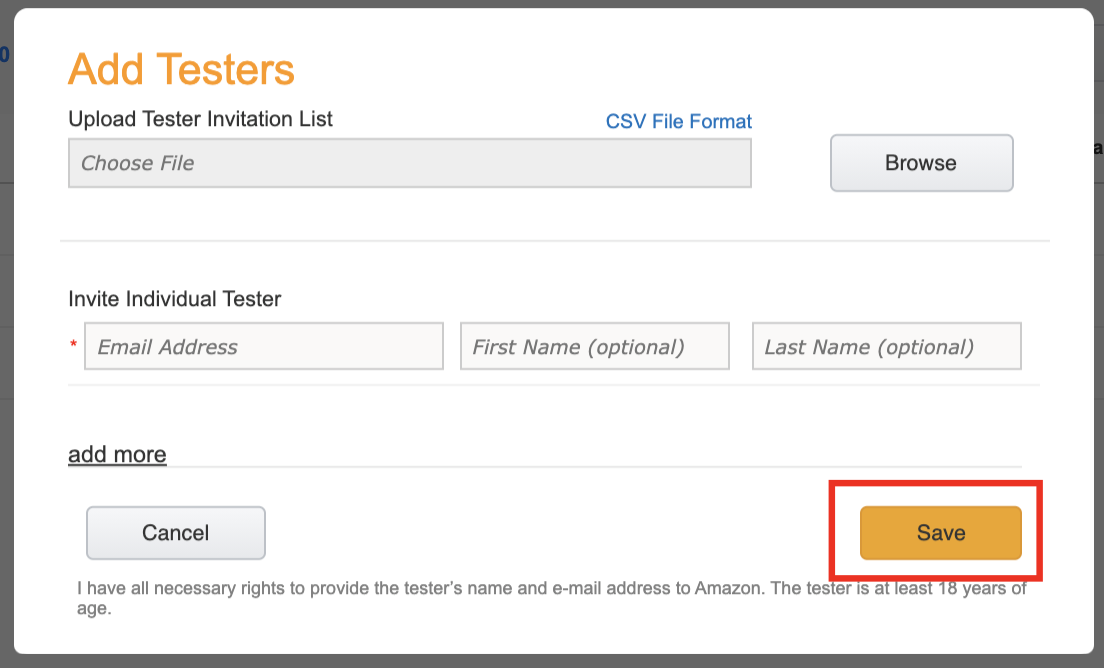 Add Testers
Upload Tester Invitation List
CSV File Format
Choose File
Browse
Invite Individual Tester
* Email Address
First Name (optional)
Last Name (optional)
add more
Cancel
Save
I have all necessary rights to provide the tester’s name and e-mail address to Amazon. The tester is at least 18 years of
age.